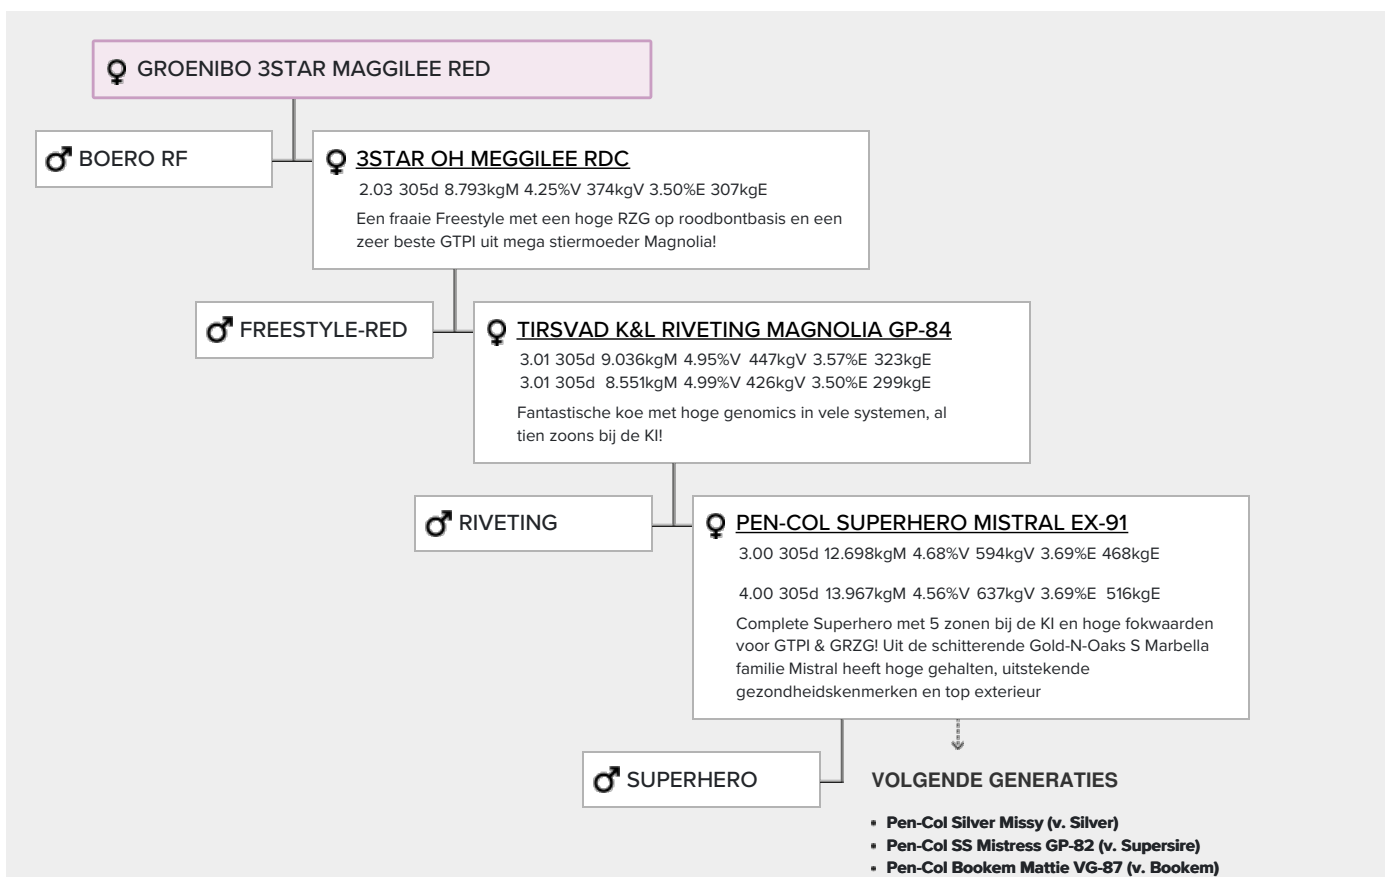 GROENIBO 3STAR MAGGILEE RED
BOERO RF
3STAR OH MEGGILEE RDC
2.03 305d 8.793kgM 4.25%V 374kgV 3.50%E 307kgE
Een fraaie Freestyle met een hoge RZG op roodbontbasis en een
zeer beste GTPI uit mega stiermoeder Magnolia!
FREESTYLE-RED
TIRSVAD K&L RIVETING MAGNOLIA GP-84
3.01 305d 9.036kgM 4.95%V 447kgV 3.57%E 323kgE
3.01 305d 8.551kgM 4.99%V 426kgV 3.50%E 299kgE
Fantastische koe met hoge genomics in vele systemen, al
tien zoons bij de KI!
RIVETING
PEN-COL SUPERHERO MISTRAL EX-91
3.00 305d 12.698kgM 4.68%V 594kgV 3.69%E 468kgE
4.00 305d 13.967kgM 4.56%V 637kgV 3.69%E 516kgE
Complete Superhero met 5 zonen bij de KI en hoge fokwaarden
voor GTPI & GRZG! Uit de schitterende Gold-N-Oaks S Marbella
familie Mistral heeft hoge gehalten, uitstekende
gezondheidskenmerken en top exterieur
SUPERHERO
VOLGENDE GENERATIES
• Pen-Col Silver Missy (v. Silver)
• Pen-Col SS Mistress GP-82 (v. Supersire)
• Pen-Col Bookem Mattie VG-87 (v. Bookem)